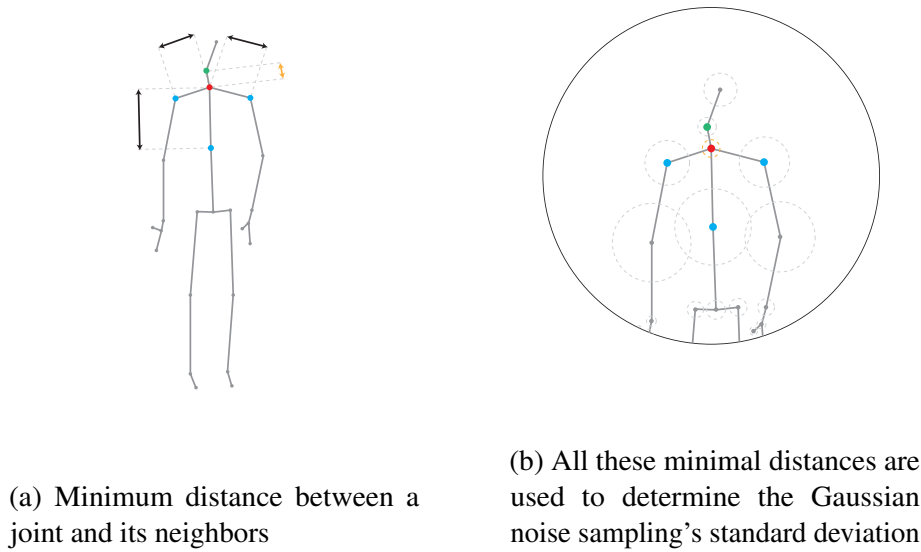 (a) Minimum distance between a
joint and its neighbors
(b) All these minimal distances are
used to determine the Gaussian
noise sampling's standard deviation